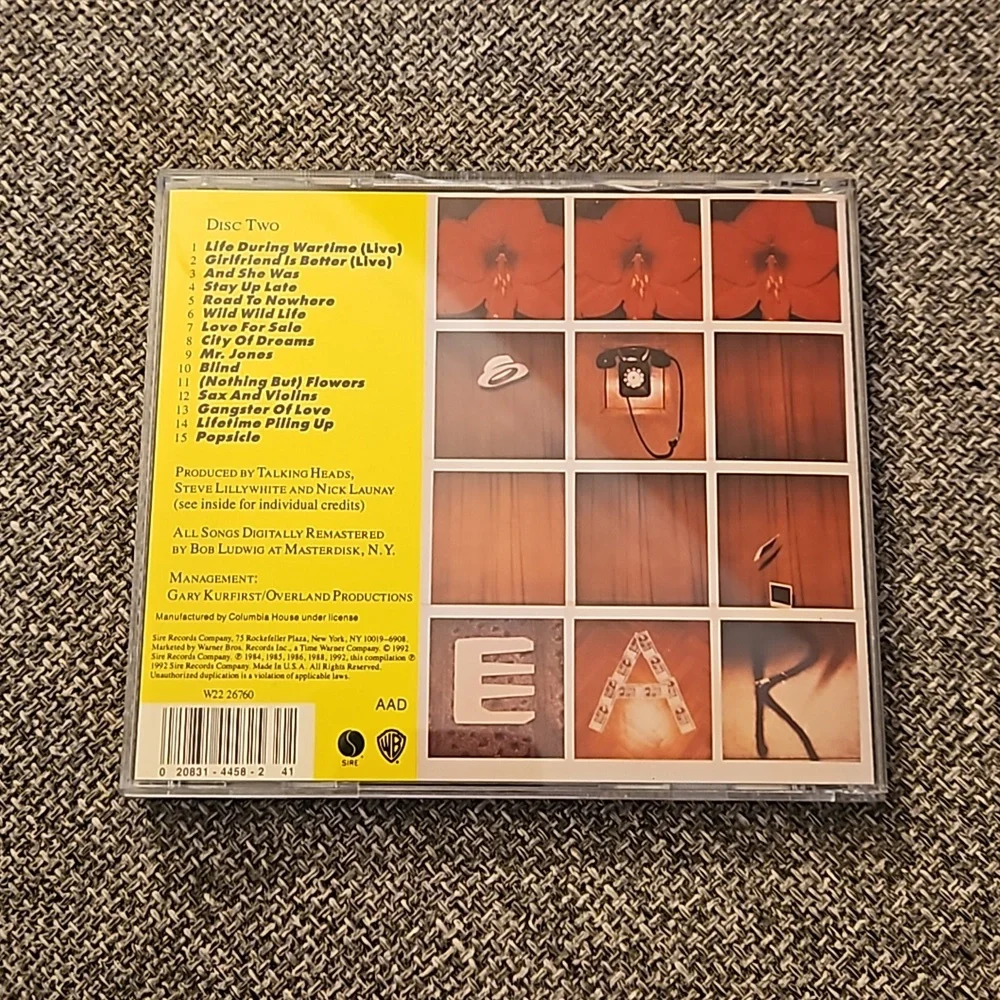 DISC TWO
1 Life During Wartime (Live)
2 Girlfriend Is Better (Live)
3 And She Was
4 Stay Up Late
5 Road To Nowhere
6 Wild Wild Life
7 Love For Sale
8 City Of Dreams
9 Mr. Jones
10 Blind
11 (Nothing But) Flowers
12 Sax And Violins
13 Gangster Of Love
14 Lifetime Piling Up
15 Popsicle
PRODUCED BY TALKING HEADS,
STEVE LILLYWHITE AND NICK LAUNAY
(see inside for individual credits)
ALL SONGS DIGITALLY REMASTERED
BY BOB LUDWIG AT MASTERDISK, N.Y.
MANAGEMENT:
GARY KURFIRST/OVERLAND PRODUCTIONS
Manufactured by Columbia House under license
Sire Records Company, 75 Rockefeller Plaza, New York, NY 10019–6908.
Marketed by Warner Bros. Records Inc., a Time Warner Company. © 1992
Sire Records Company. ℗ 1984, 1985, 1986, 1988, 1992, this compilation ℗
1992 Sire Records Company. Made in U.S.A. All Rights Reserved.
Unauthorized duplication is a violation of applicable laws.
W22 26760
AAD
0 20831 - 4458 - 2 41
SIRE
WB
E A R